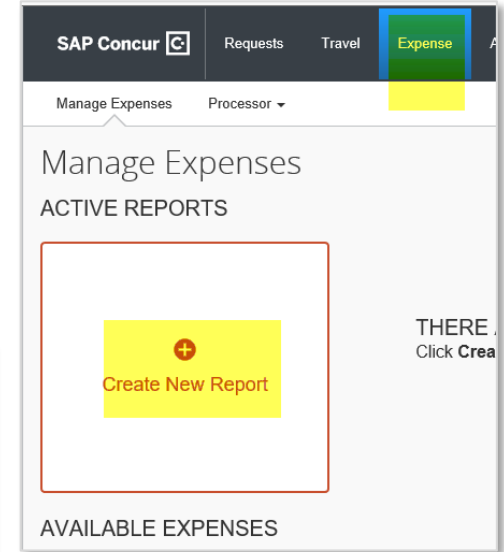 SAP Concur C Requests Travel Expense A
Manage Expenses Processor
Manage Expenses
ACTIVE REPORTS
THERE
Click Crea
Create New Report
AVAILABLE EXPENSES